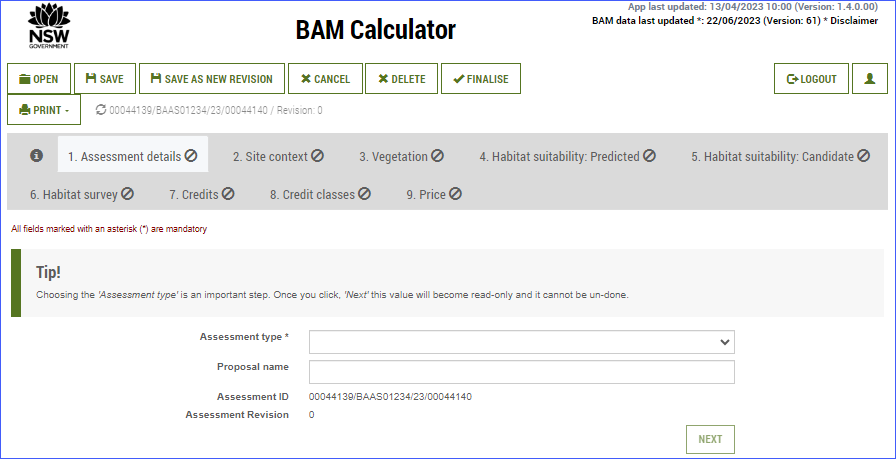 App last updated: 13/04/2023 10:00 (Version: 1.4.0.00)
BAM data last updated *: 22/06/2023 (Version: 61) * Disclaimer
NSW
GOVERNMENT
BAM Calculator
OPEN SAVE SAVE AS NEW REVISION CANCEL DELETE FINALISE LOGOUT
PRINT 00044139/BAAS01234/23/00044140 / Revision: 0
1. Assessment details 2. Site context 3. Vegetation 4. Habitat suitability: Predicted 5. Habitat suitability: Candidate
6. Habitat survey 7. Credits 8. Credit classes 9. Price
All fields marked with an asterisk (*) are mandatory
Tip!
Choosing the 'Assessment type' is an important step. Once you click, 'Next' this value will become read-only and it cannot be un-done.
Assessment type *
Proposal name
Assessment ID 00044139/BAAS01234/23/00044140
Assessment Revision 0
NEXT